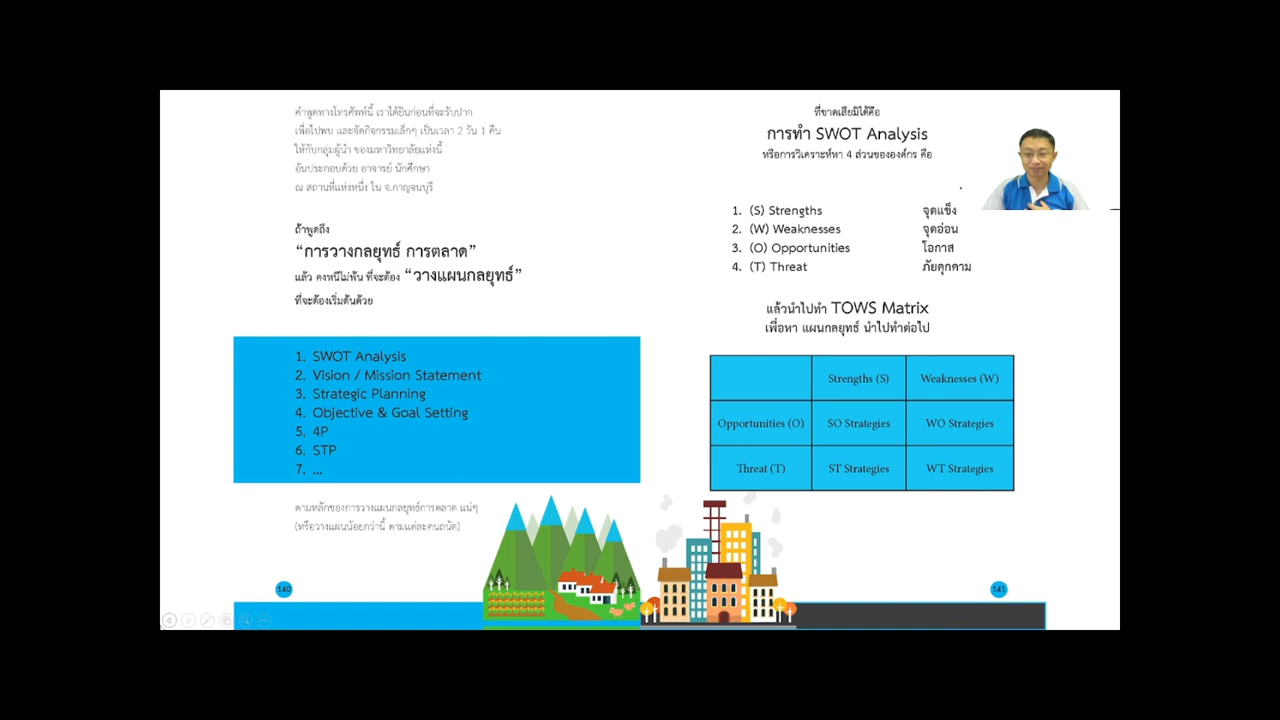 คำพูดทางโทรศัพท์นี้ เราได้ยินก่อนที่จะรับปาก
เพื่อไปพบ และจัดกิจกรรมเล็กๆ เป็นเวลา 2 วัน 1 คืน
ให้กับกลุ่มผู้นำ ของมหาวิทยาลัยแห่งนี้
อันประกอบด้วย อาจารย์ นักศึกษา
ณ สถานที่แห่งหนึ่ง ใน จ.กาญจนบุรี
ถ้าพูดถึง
“การวางกลยุทธ์ การตลาด”
แล้ว คงหนีไม่พ้น ที่จะต้อง “วางแผนกลยุทธ์”
ที่จะต้องเริ่มต้นด้วย
1. SWOT Analysis
2. Vision / Mission Statement
3. Strategic Planning
4. Objective & Goal Setting
5. 4P
6. STP
7. ...
ตามหลักของการวางแผนกลยุทธ์การตลาด แน่ๆ
(หรือวางแผนน้อยกว่านี้ ตามแต่ละคนถนัด)
140
ที่ขาดเสียมิได้คือ
การทำ SWOT Analysis
หรือการวิเคราะห์หา 4 ส่วนขององค์กร คือ
1. (S) Strengths จุดแข็ง
2. (W) Weaknesses จุดอ่อน
3. (O) Opportunities โอกาส
4. (T) Threat ภัยคุกคาม
แล้วนำไปทำ TOWS Matrix
เพื่อหา แผนกลยุทธ์ นำไปทำต่อไป
Strengths (S) Weaknesses (W)
Opportunities (O) SO Strategies WO Strategies
Threat (T) ST Strategies WT Strategies
141